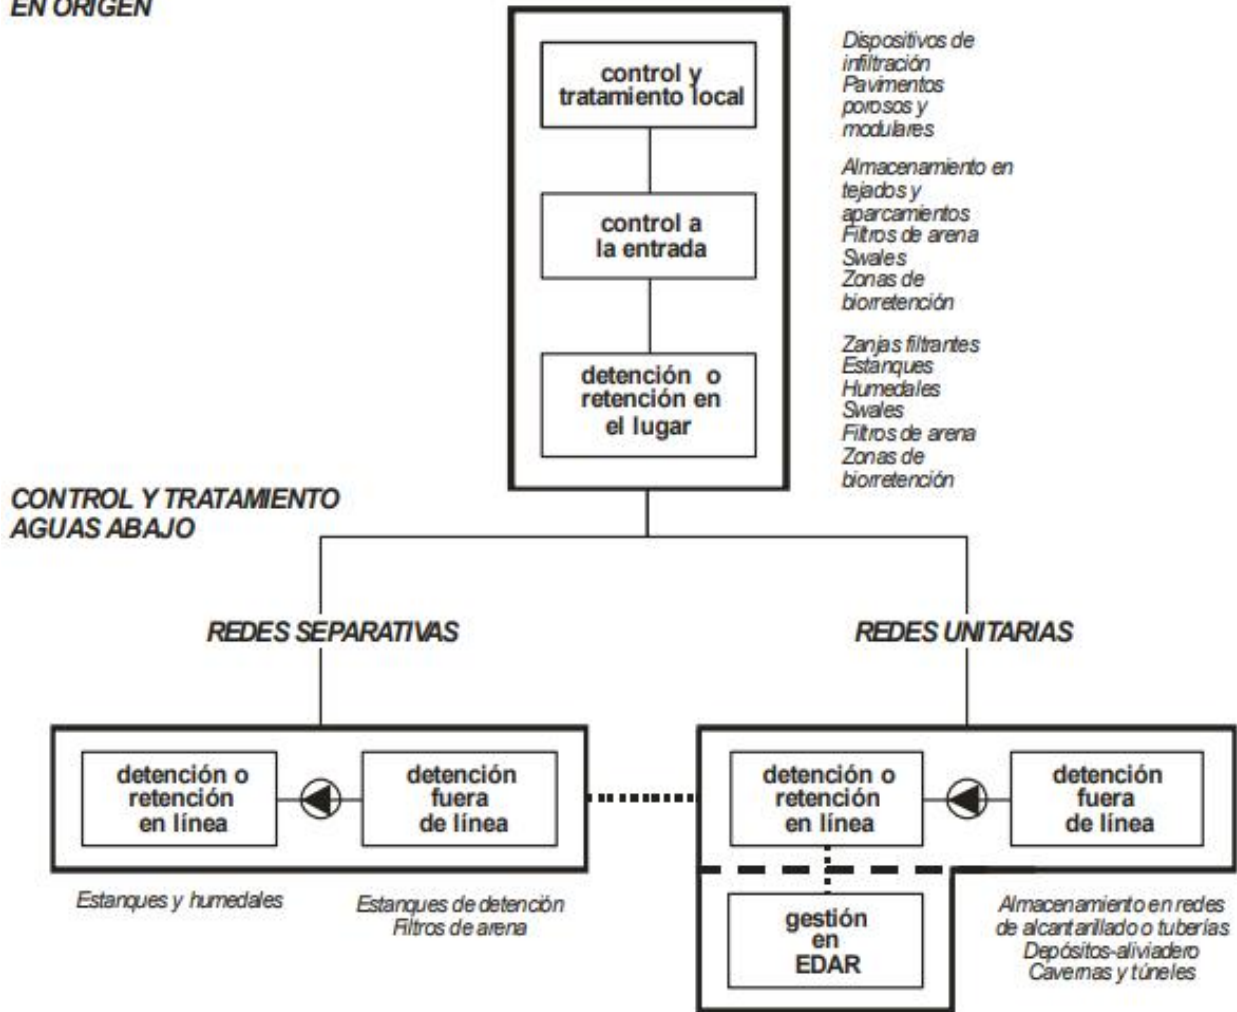 EN ORIGEN
control y
tratamiento local
Dispositivos de
infiltración
Pavimentos
porosos y
modulares
control a
la entrada
Almacenamiento en
tejados y
aparcamientos
Filtros de arena
Swales
Zonas de
biorretención
detención o
retención en
el lugar
Zanjas filtrantes
Estanques
Humedales
Swales
Filtros de arena
Zonas de
biorretención
CONTROL Y TRATAMIENTO
AGUAS ABAJO
REDES SEPARATIVAS
REDES UNITARIAS
detención o
retención
en línea
detención
fuera
de línea
detención o
retención
en línea
detención
fuera
de línea
Estanques y humedales
Estanques de detención
Filtros de arena
gestión
en
EDAR
Almacenamiento en redes
de alcantarillado o tuberías
Depósitos-aliviadero
Cavernas y túneles